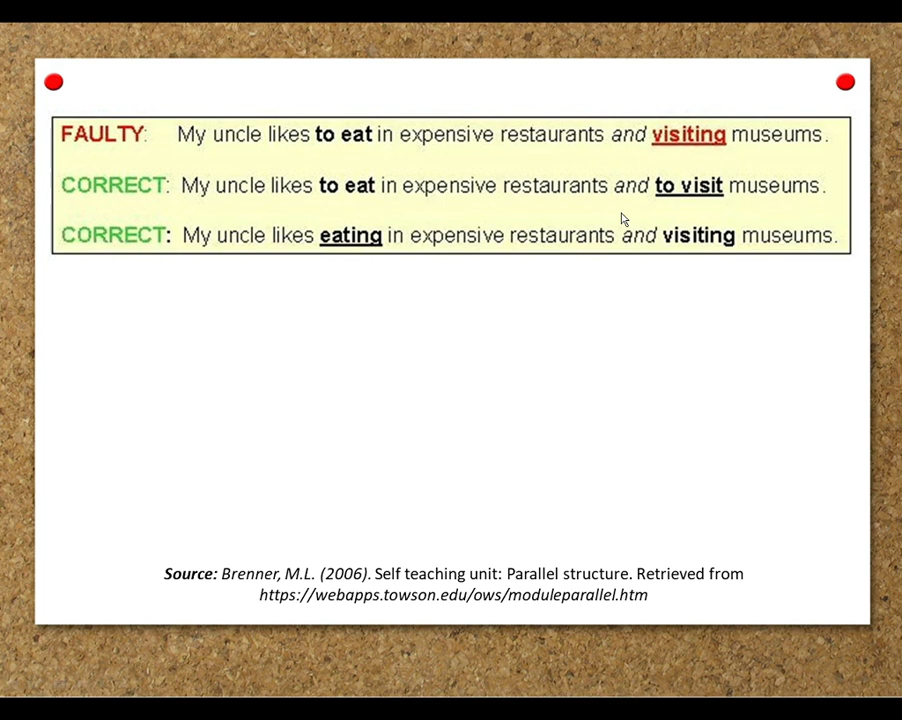 FAULTY: My uncle likes to eat in expensive restaurants and visiting museums.
CORRECT: My uncle likes to eat in expensive restaurants and to visit museums.
CORRECT: My uncle likes eating in expensive restaurants and visiting museums.
Source: Brenner, M.L. (2006). Self teaching unit: Parallel structure. Retrieved from
https://webapps.towson.edu/ows/moduleparallel.htm